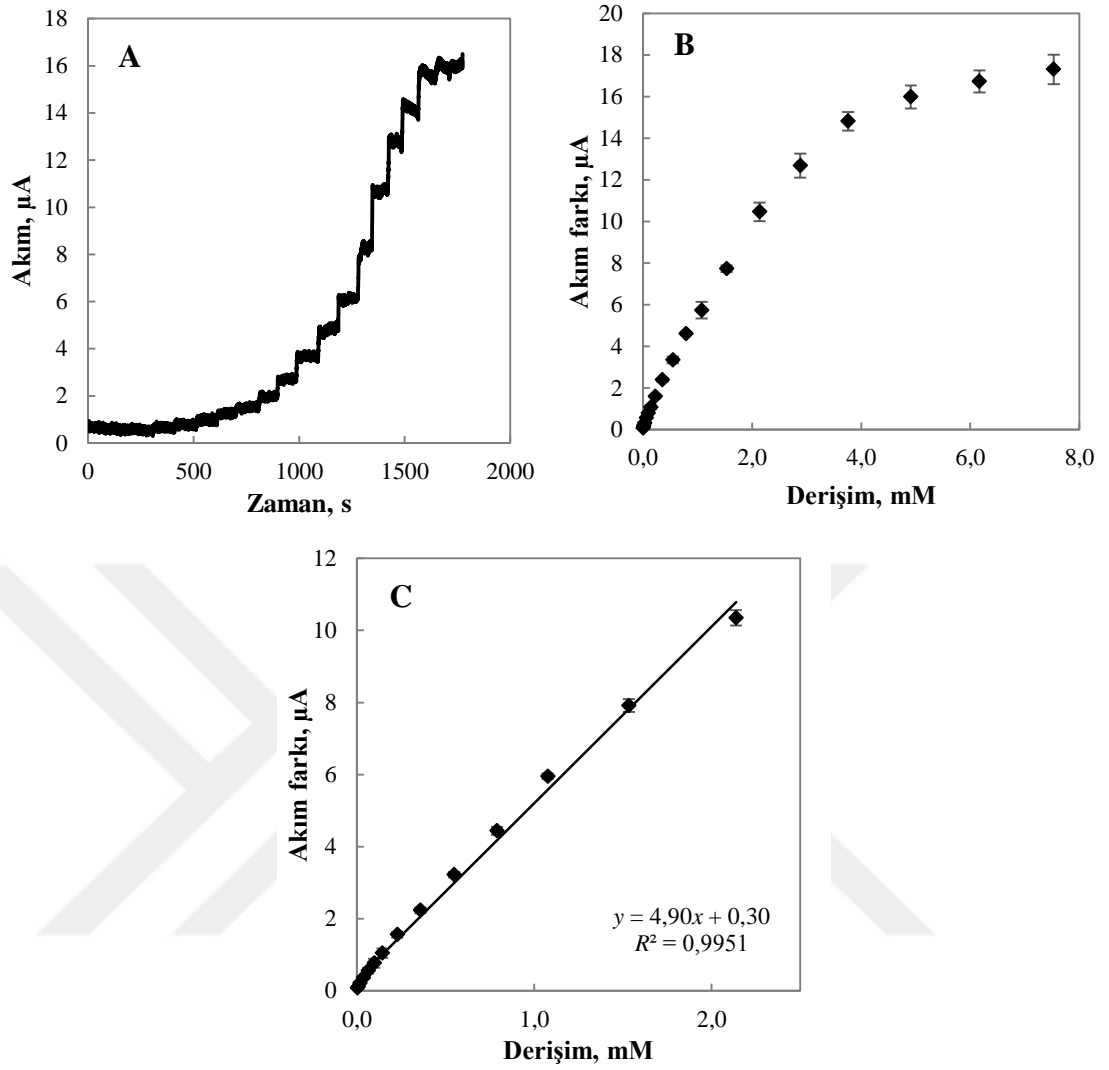 A
18
16
14
12
10
8
6
4
2
0
Akım, µA
0 500 1000 1500 2000
Zaman, s
B
20
18
16
14
12
10
8
6
4
2
0
Akım farkı, µA
0,0 2,0 4,0 6,0 8,0
Derişim, mM
C
12
10
8
6
4
2
0
Akım farkı, µA
y = 4,90x + 0,30
R² = 0,9951
0,0 1,0 2,0
Derişim, mM